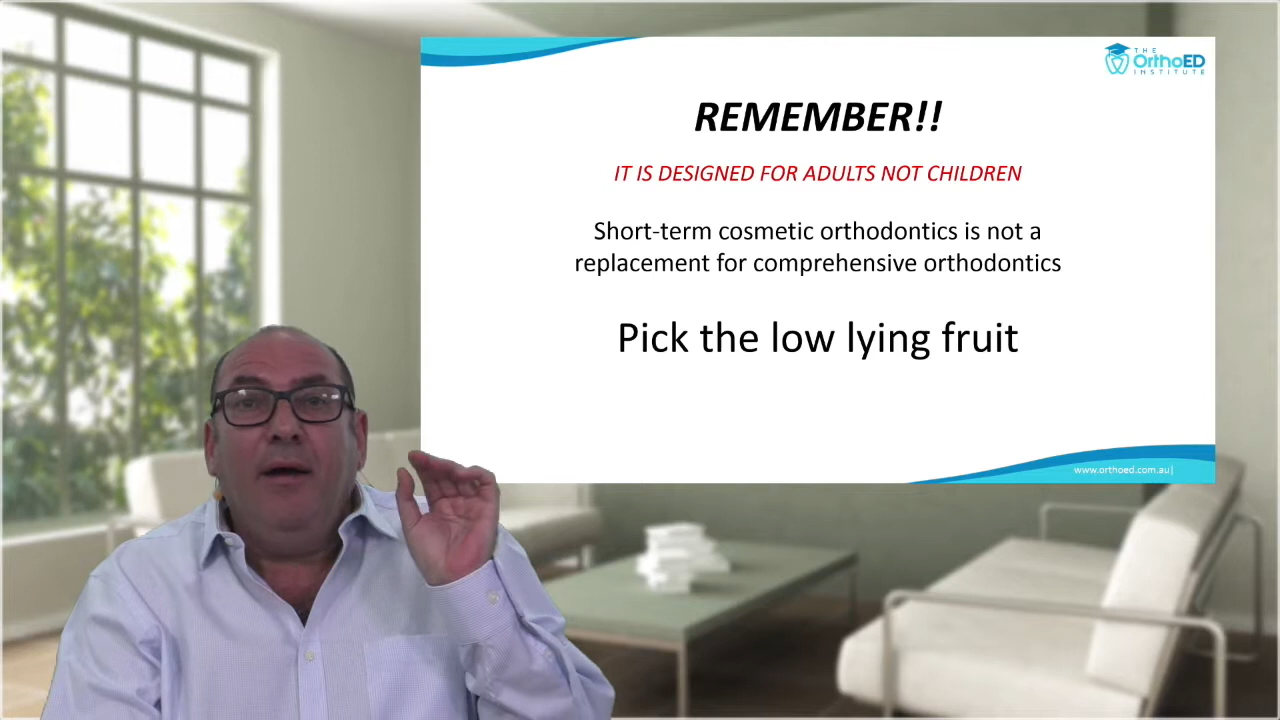 THE
OrthoED
INSTITUTE
REMEMBER!!
IT IS DESIGNED FOR ADULTS NOT CHILDREN
Short-term cosmetic orthodontics is not a
replacement for comprehensive orthodontics
Pick the low lying fruit
www.orthoed.com.au|